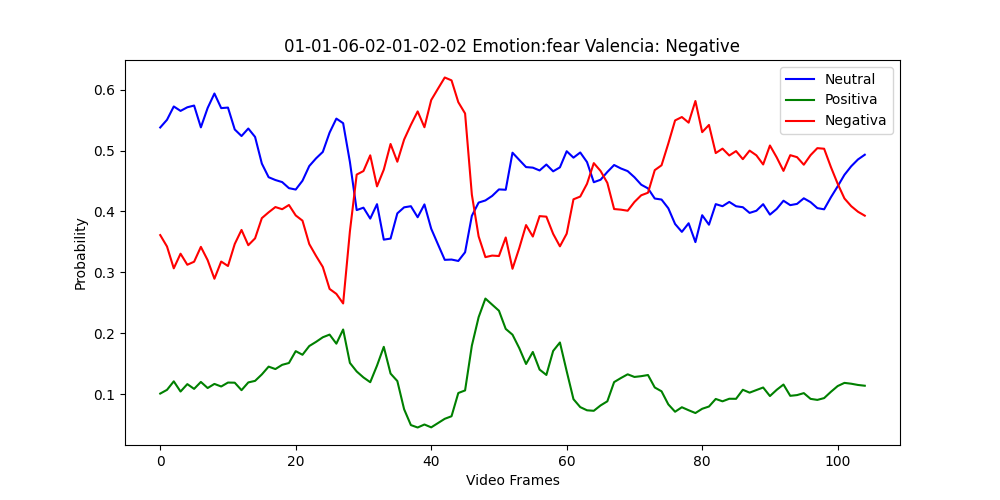 01-01-06-02-01-02-02 Emotion:fear Valencia: Negative
Neutral
Positiva
Negativa
Probability
0.6
0.5
0.4
0.3
0.2
0.1
0 20 40 60 80 100
Video Frames